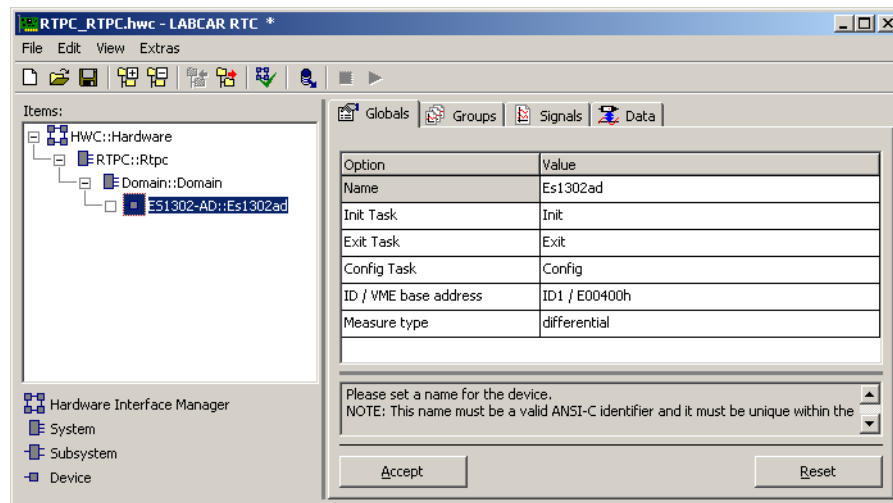 RTPC_RTPC.hwc - LABCAR RTC *
File Edit View Extras
Items:
HWC::Hardware
RTPC::Rtpc
Domain::Domain
ES1302-AD::Es1302ad
Hardware Interface Manager
System
Subsystem
Device
Globals Groups Signals Data
Option Value
Name Es1302ad
Init Task Init
Exit Task Exit
Config Task Config
ID / VME base address ID1 / E00400h
Measure type differential
Please set a name for the device.
NOTE: This name must be a valid ANSI-C identifier and it must be unique within the
Accept Reset